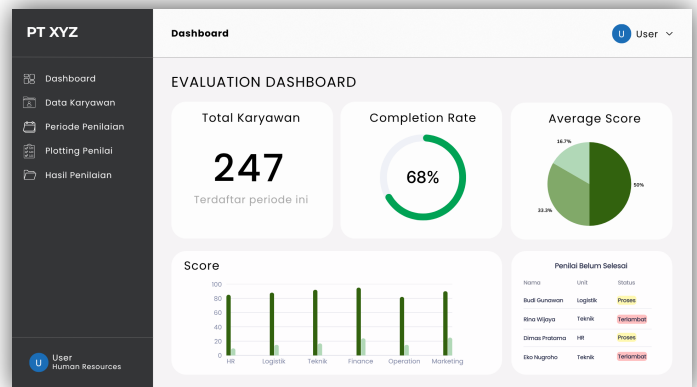 PT XYZ
Dashboard
U User
Dashboard
Data Karyawan
Periode Penilaian
Plotting Penilai
Hasil Penilaian
U User
Human Resources
EVALUATION DASHBOARD
Total Karyawan
247
Terdaftar periode ini
Completion Rate
68%
Average Score
16.7%
50%
33.3%
Score
100
80
60
40
20
0
HR Logistik Teknik Finance Operation Marketing
Penilai Belum Selesai
Nama Unit Status
Budi Gunawan Logistik Proses
Rina Wijaya Teknik Terlambat
Dimas Pratama HR Proses
Eko Nugroho Teknik Terlambat